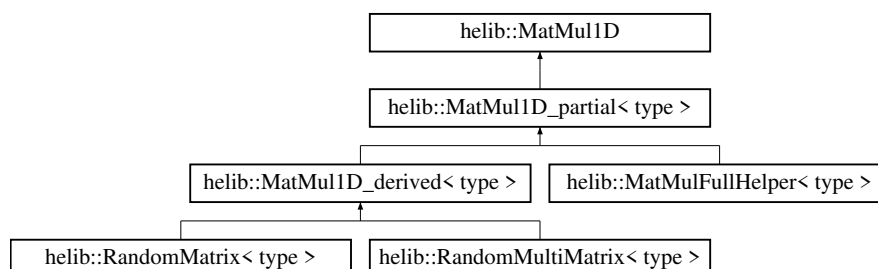 helib::MatMul1D
helib::MatMul1D_partial< type >
helib::MatMul1D_derived< type >
helib::MatMulFullHelper< type >
helib::RandomMatrix< type >
helib::RandomMultiMatrix< type >